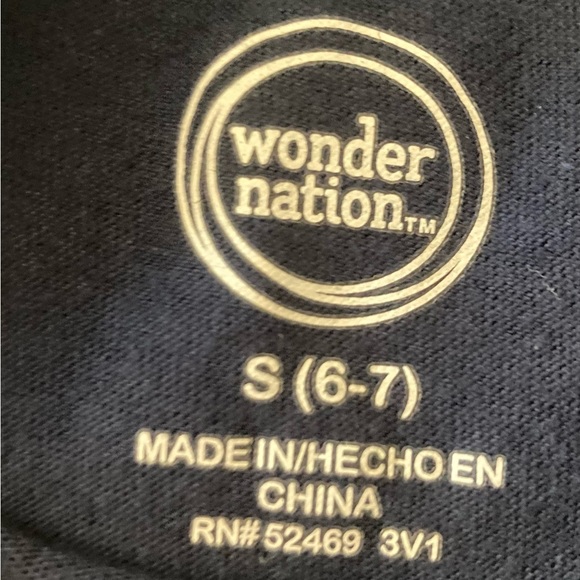 wonder
nation™
S (6-7)
MADE IN/HECHO EN
CHINA
RN# 52469 3V1